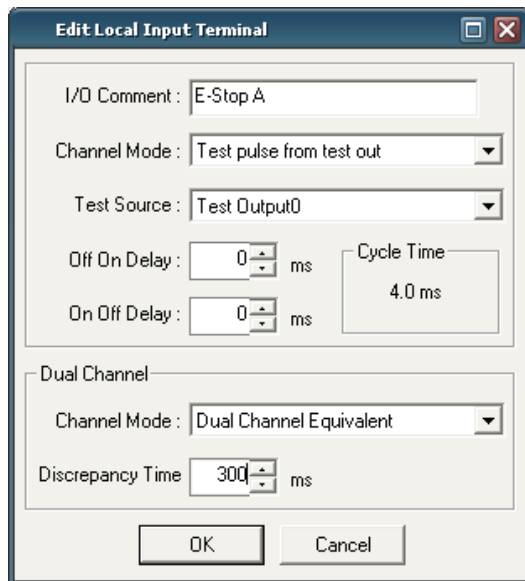 Edit Local Input Terminal
I/O Comment : E-Stop A
Channel Mode : Test pulse from test out
Test Source : Test Output0
Off On Delay : 0 ms
Cycle Time
4.0 ms
On Off Delay : 0 ms
Dual Channel
Channel Mode : Dual Channel Equivalent
Discrepancy Time 300 ms
OK Cancel